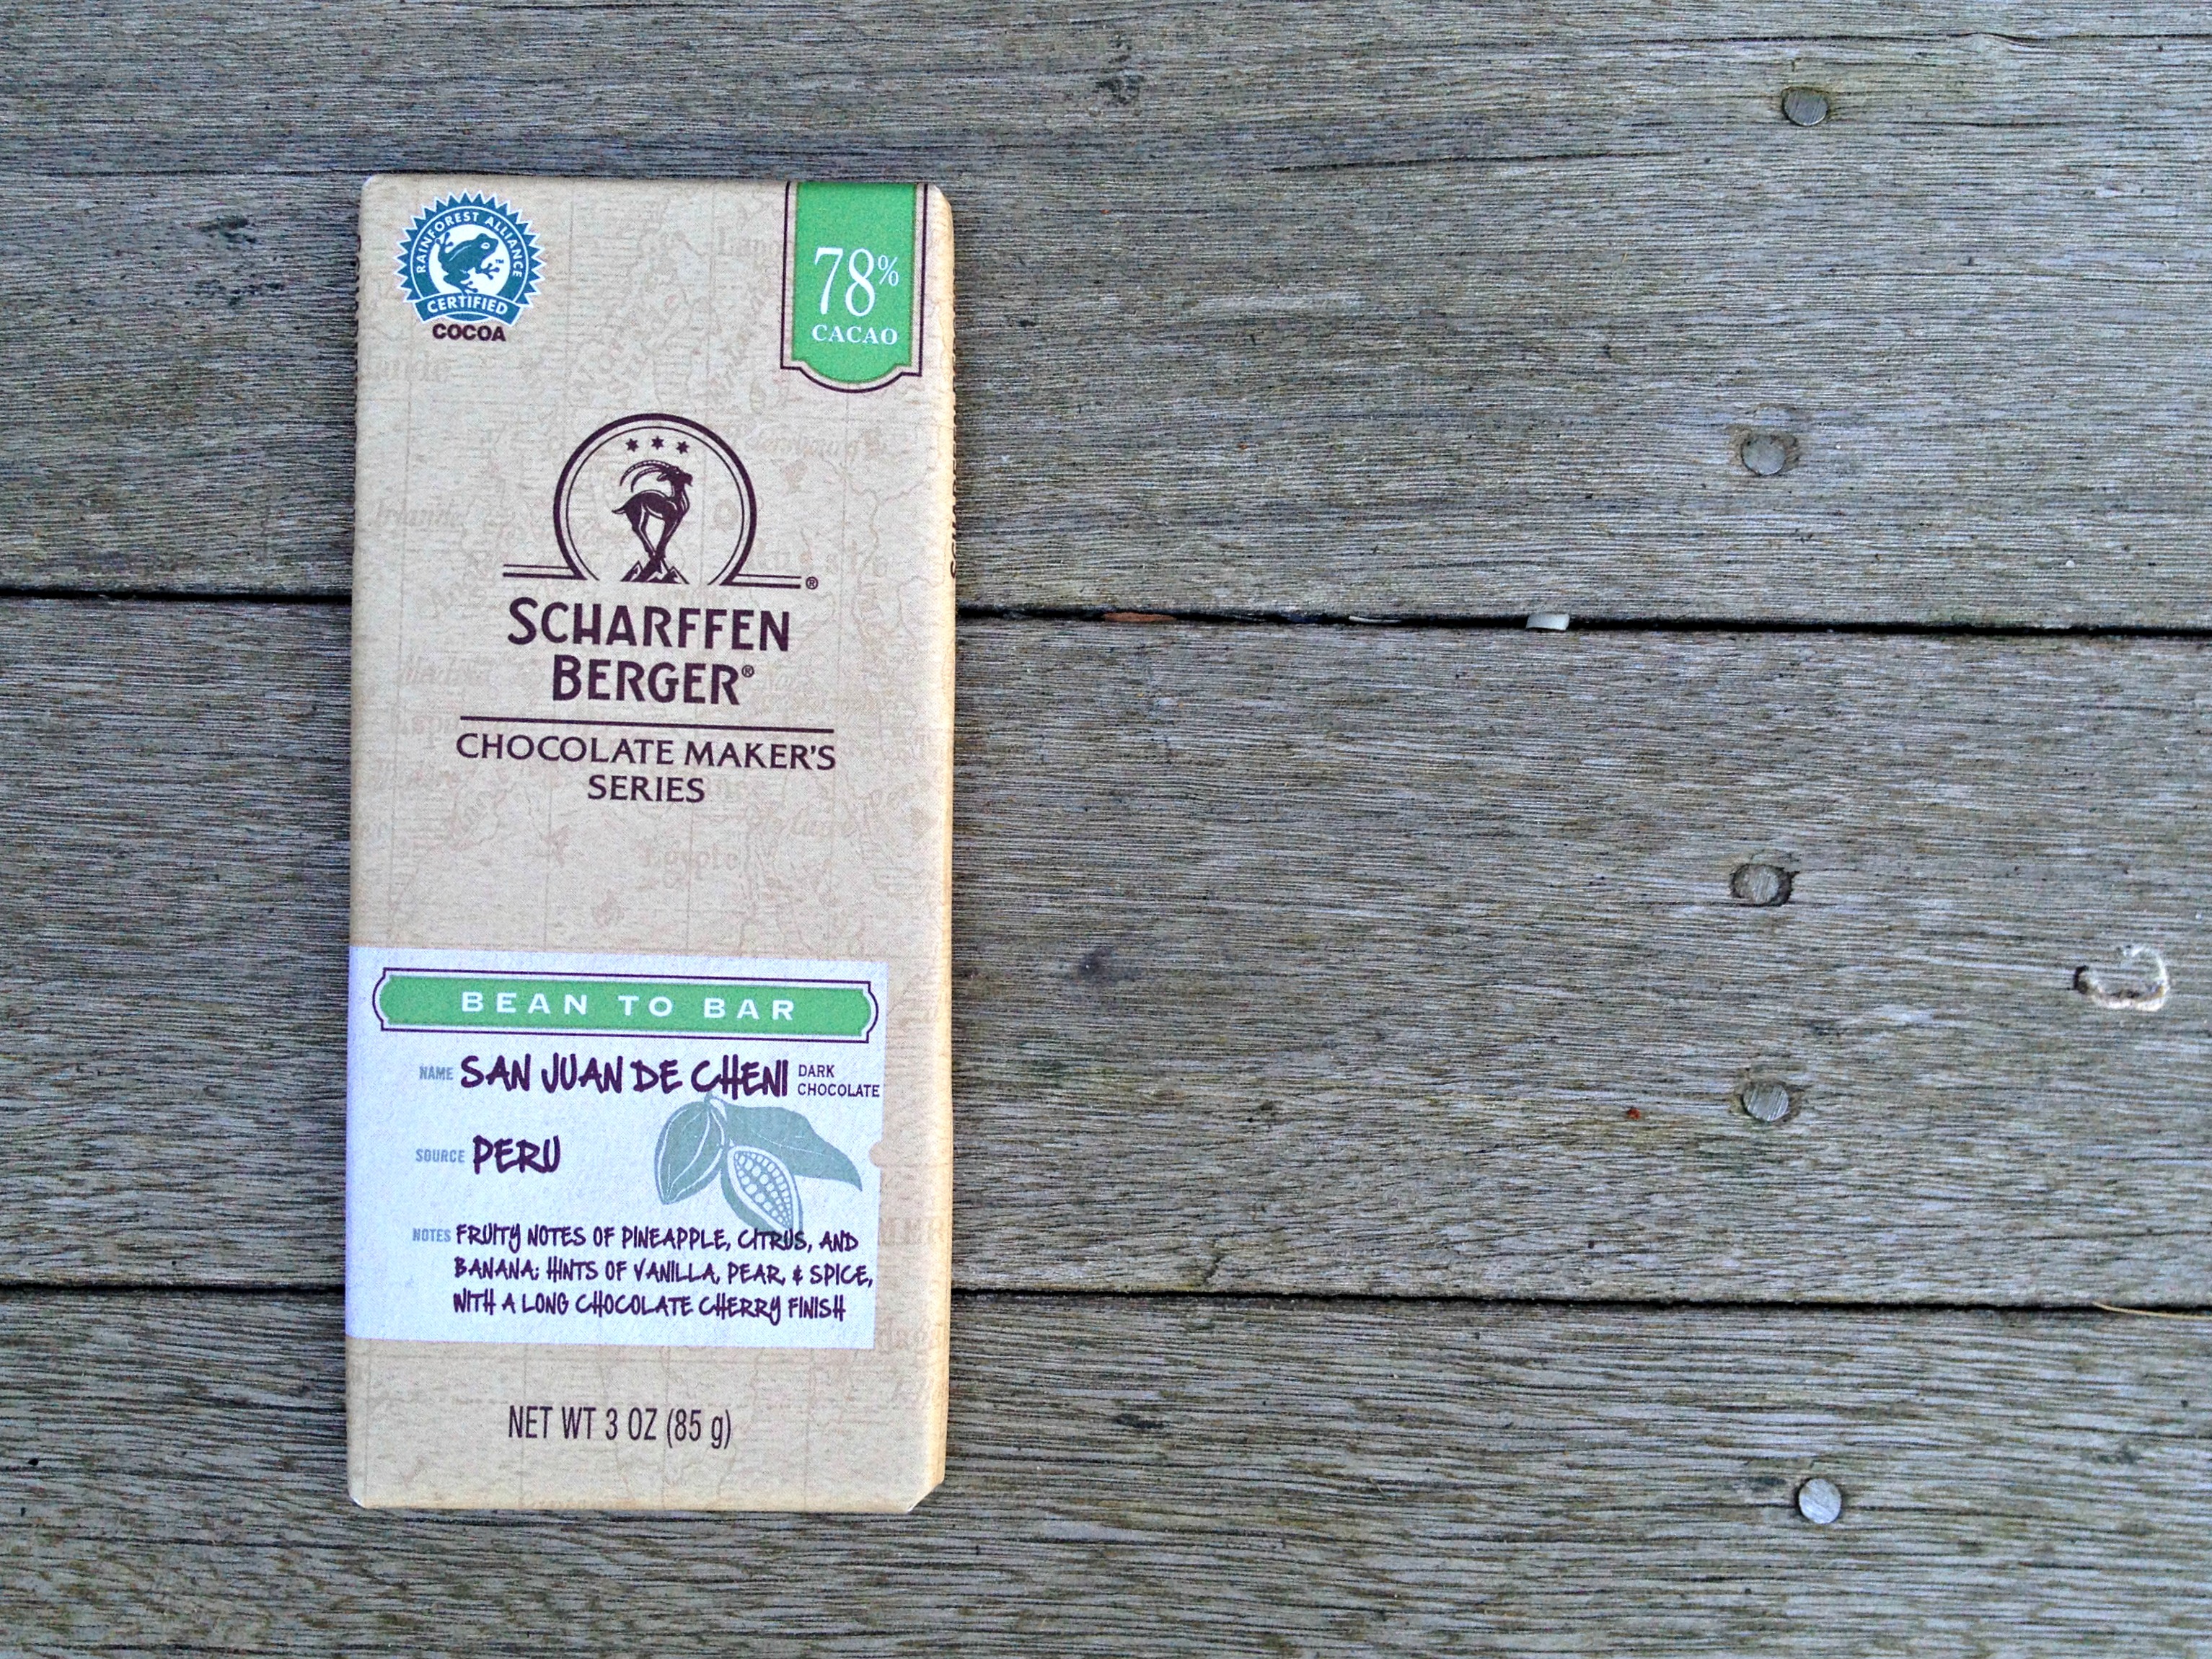 RAINFOREST ALLIANCE
CERTIFIED
COCOA
78%
CACAO
®
SCHARFFEN
BERGER®
CHOCOLATE MAKER'S
SERIES
Egypte
BEAN TO BAR
NAME SAN JUAN DE CHENI DARK CHOCOLATE
SOURCE PERU
NOTES FRUITY NOTES OF PINEAPPLE, CITRUS, AND
BANANA; HINTS OF VANILLA, PEAR, & SPICE,
WITH A LONG CHOCOLATE CHERRY FINISH
NET WT 3 OZ (85 g)